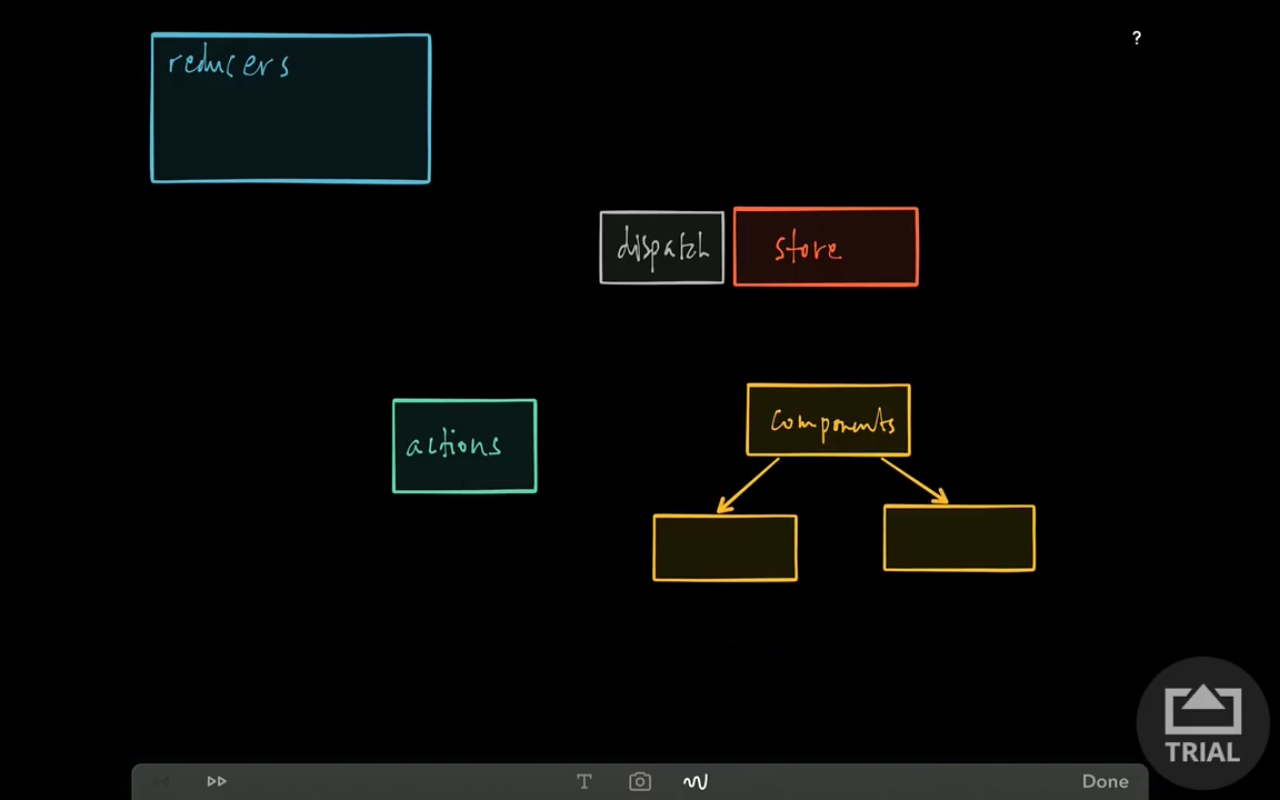 reducers
?
dispatch
store
components
actions
T
Done
TRIAL